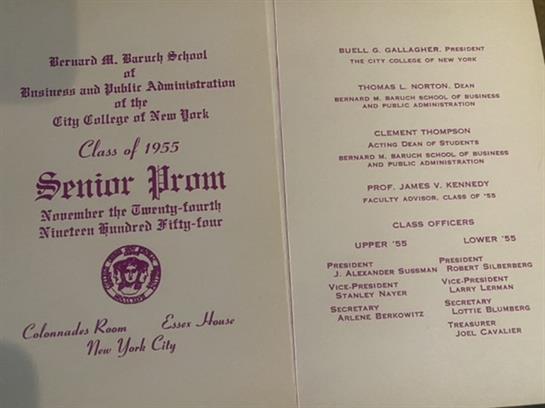 Bernard M. Baruch School
of
Business and Public Administration
of the
City College of New York
Class of 1955
Senior Prom
November the Twenty-fourth
Nineteen Hundred Fifty-four
Colonnades Room Essex House
New York City
BUELL G. GALLAGHER, PRESIDENT
THE CITY COLLEGE OF NEW YORK
THOMAS L. NORTON, DEAN
BERNARD M. BARUCH SCHOOL OF BUSINESS
AND PUBLIC ADMINISTRATION
CLEMENT THOMPSON
ACTING DEAN OF STUDENTS
BERNARD M. BARUCH SCHOOL OF BUSINESS
AND PUBLIC ADMINISTRATION
PROF. JAMES V. KENNEDY
FACULTY ADVISOR, CLASS OF '55
CLASS OFFICERS
UPPER '55
PRESIDENT
J. ALEXANDER SUSSMAN
VICE-PRESIDENT
STANLEY NAYER
SECRETARY
ARLENE BERKOWITZ
LOWER '55
PRESIDENT
ROBERT SILBERBERG
VICE-PRESIDENT
LARRY LERMAN
SECRETARY
LOTTIE BLUMBERG
TREASURER
JOEL CAVALIER